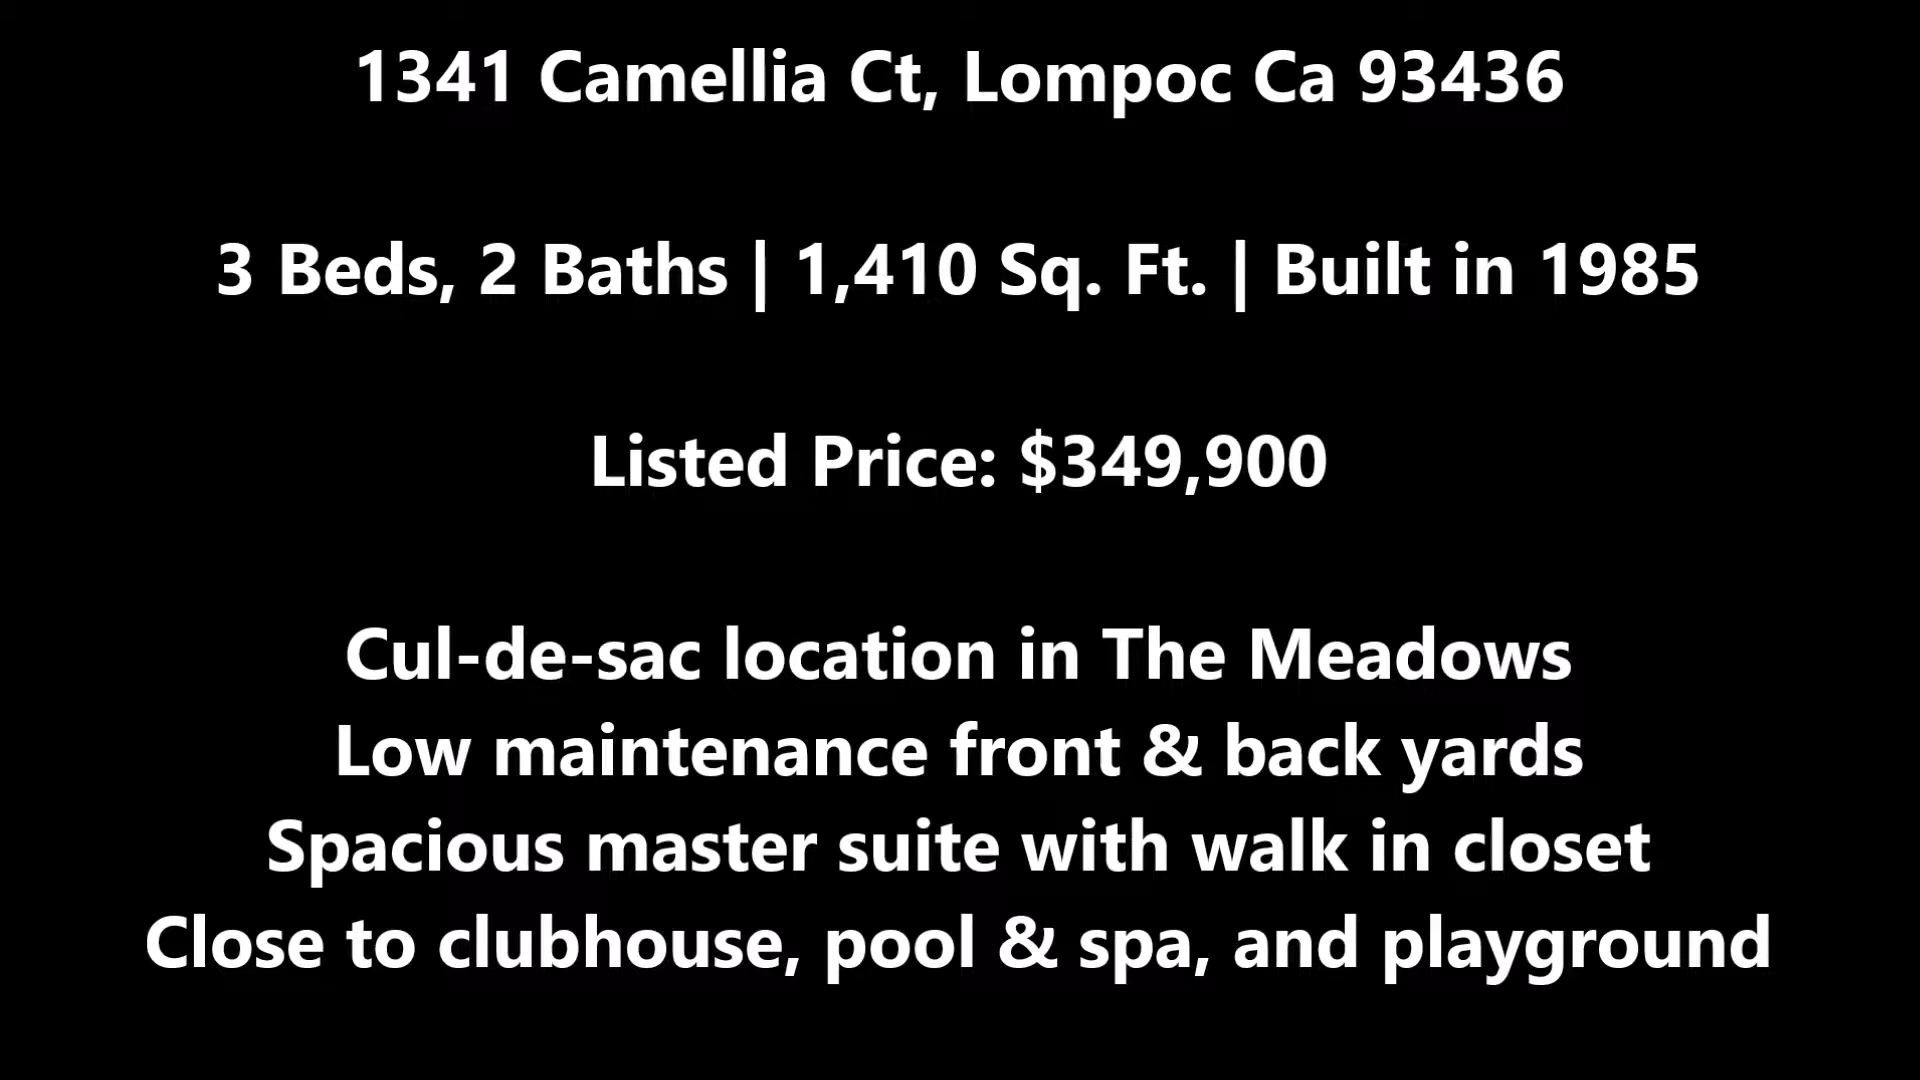 1341 Camellia Ct, Lompoc Ca 93436
3 Beds, 2 Baths | 1,410 Sq. Ft. | Built in 1985
Listed Price: $349,900
Cul-de-sac location in The Meadows
Low maintenance front & back yards
Spacious master suite with walk in closet
Close to clubhouse, pool & spa, and playground